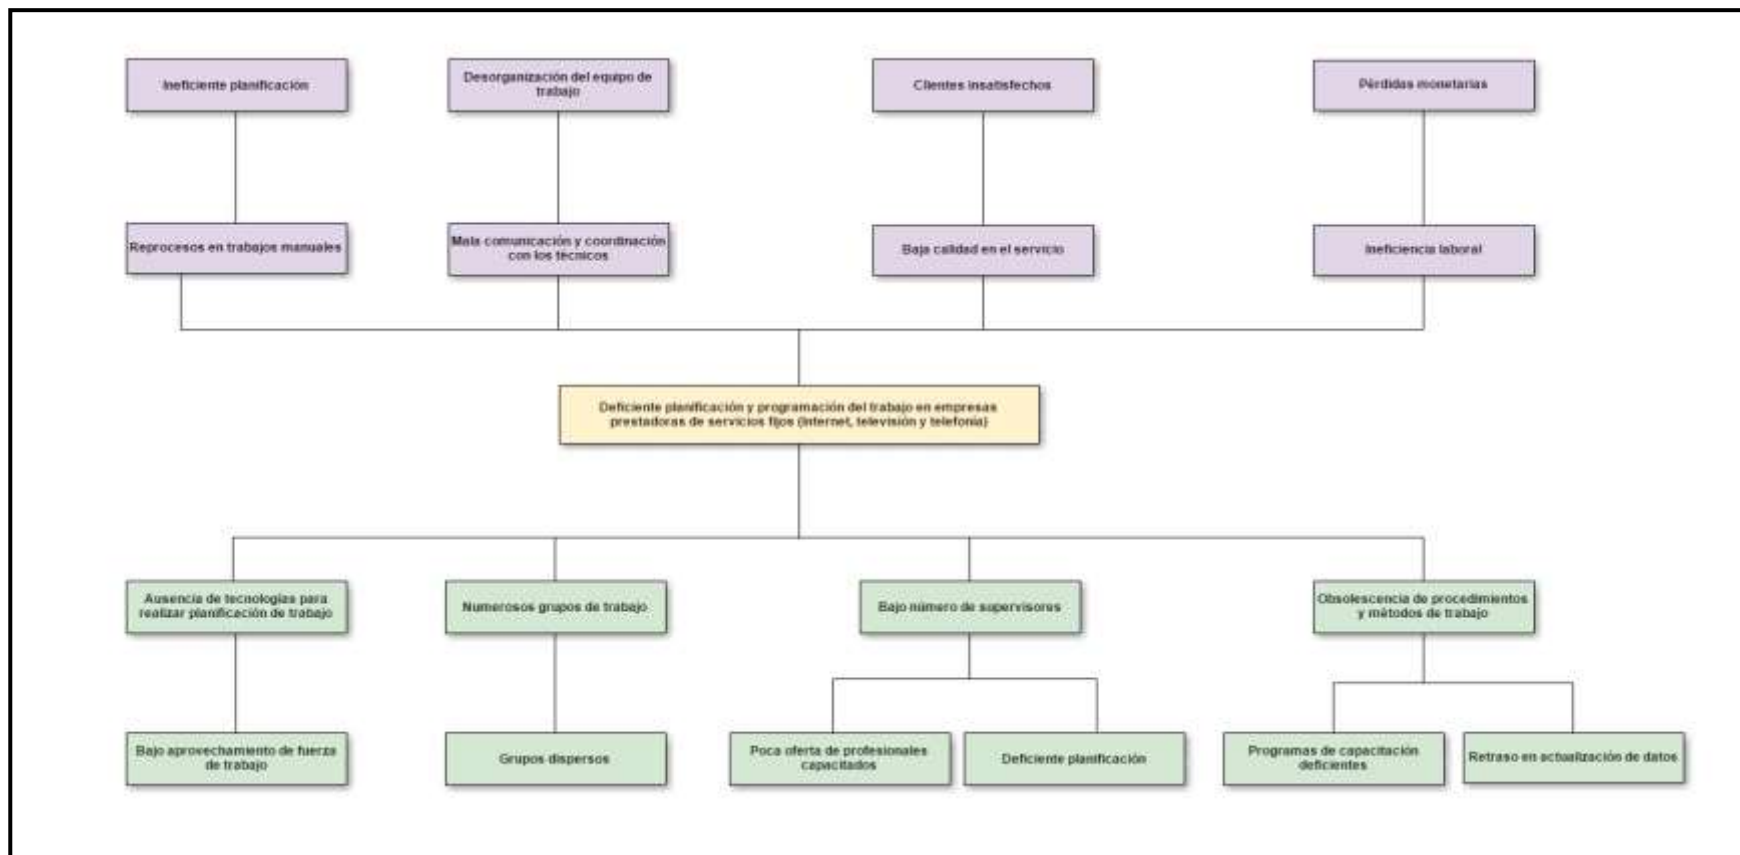 Ineficiente planificación
Desorganización del equipo de
trabajo
Clientes insatisfechos
Pérdidas monetarias
Reprocesos en trabajos manuales
Mala comunicación y coordinación
con los técnicos
Baja calidad en el servicio
Ineficiencia laboral
Deficiente planificación y programación del trabajo en empresas
prestadoras de servicios fijos (Internet, televisión y telefonía)
Ausencia de tecnologías para
realizar planificación de trabajo
Numerosos grupos de trabajo
Bajo número de supervisores
Obsolescencia de procedimientos
y métodos de trabajo
Bajo aprovechamiento de fuerza
de trabajo
Grupos dispersos
Poca oferta de profesionales
capacitados
Deficiente planificación
Programas de capacitación
deficientes
Retraso en actualización de datos